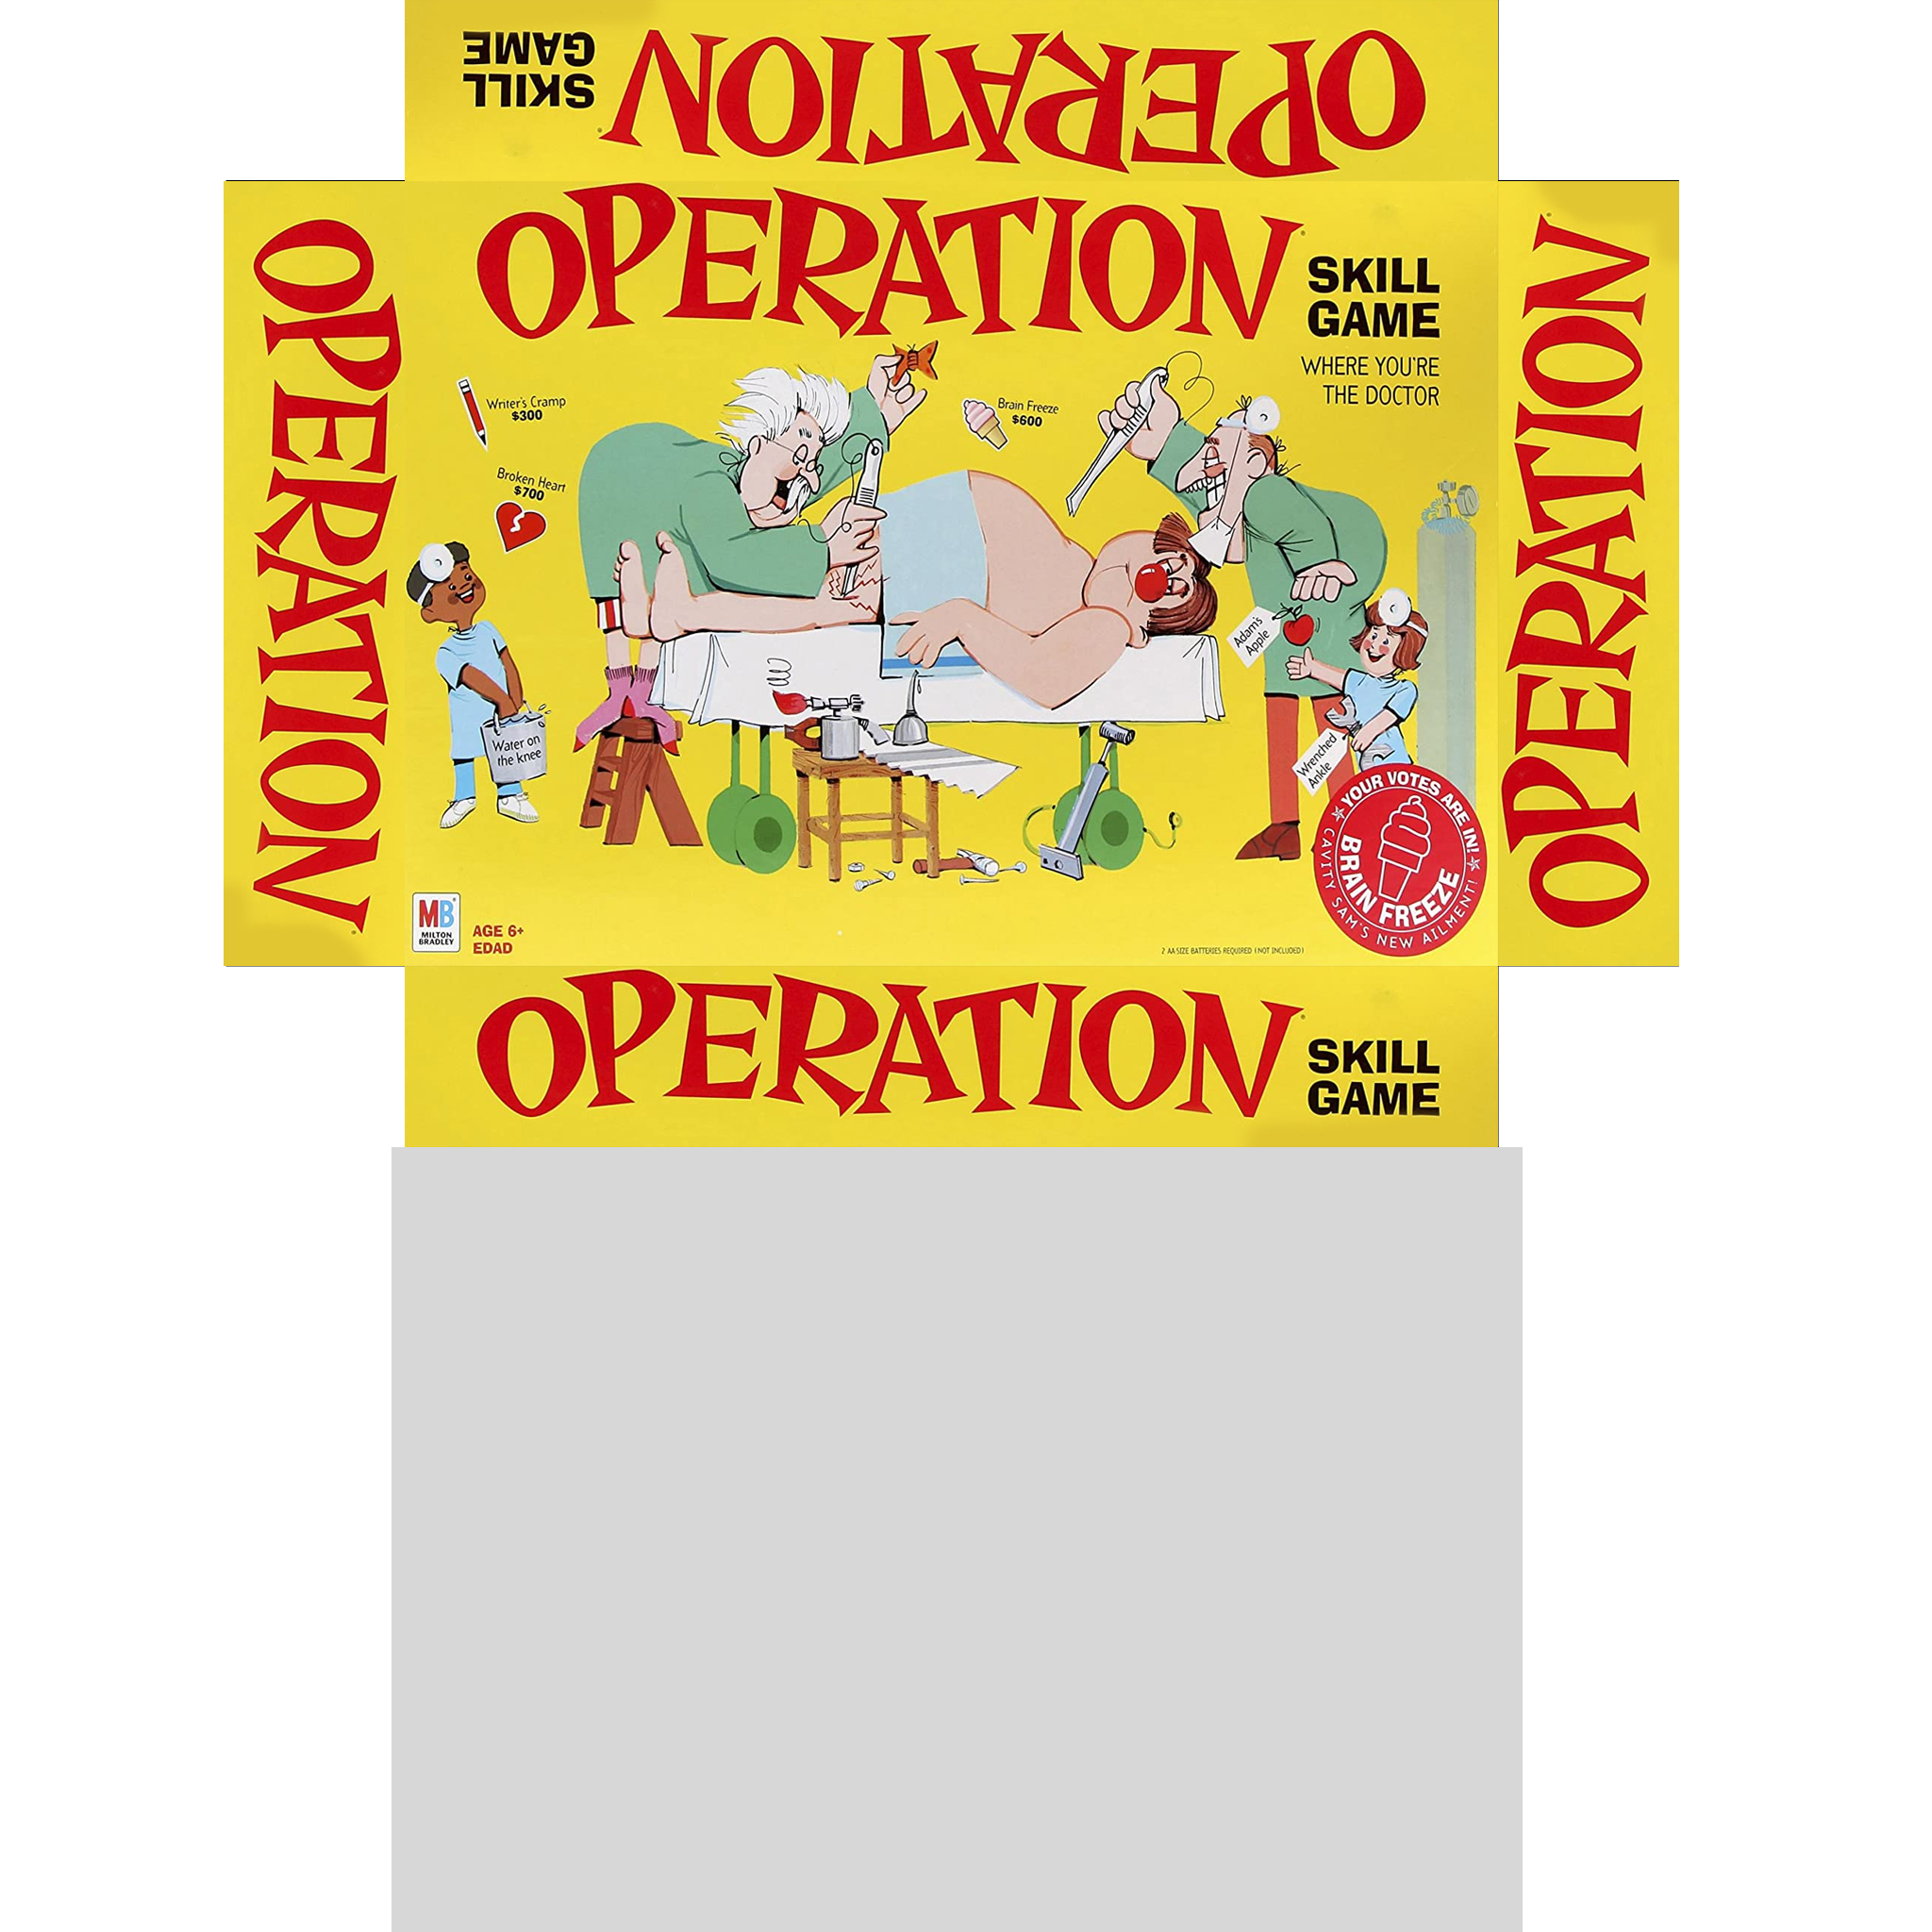 SKILL
GAME
OPERATION
OPERATION
OPERATION
SKILL
GAME
WHERE YOU'RE
THE DOCTOR
Writer's Cramp
$300
Brain Freeze
$600
Broken Heart
$700
Adam's
Apple
Water on
the knee
Wrenched
Ankle
YOUR VOTES ARE IN!
BRAIN FREEZE
CAVITY SAM'S NEW AILMENT!
MB
MILTON
BRADLEY
AGE 6+
EDAD
2 AA SIZE BATTERIES REQUIRED (NOT INCLUDED)
OPERATION
OPERATION
SKILL
GAME